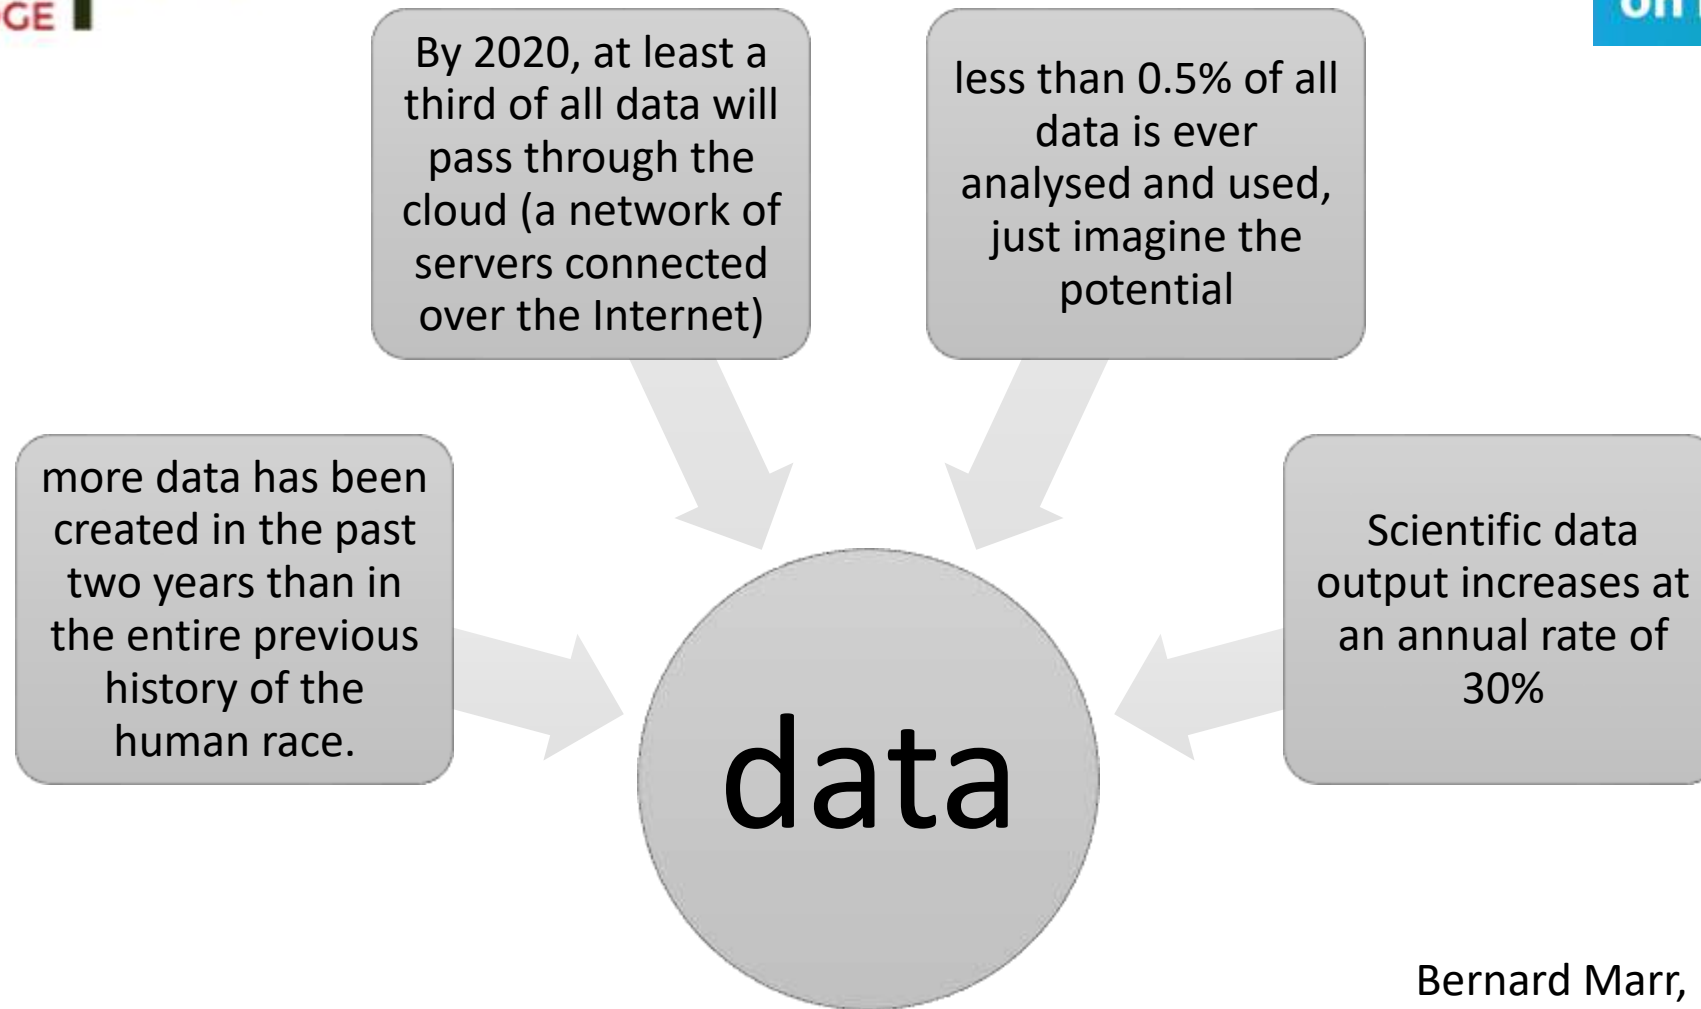 GE
on
By 2020, at least a
third of all data will
pass through the
cloud (a network of
servers connected
over the Internet)
less than 0.5% of all
data is ever
analysed and used,
just imagine the
potential
more data has been
created in the past
two years than in
the entire previous
history of the
human race.
Scientific data
output increases at
an annual rate of
30%
data
Bernard Marr,